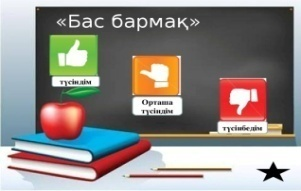 «Бас бармақ»
түсіндім
Орташа
түсіндім
түсінбедім